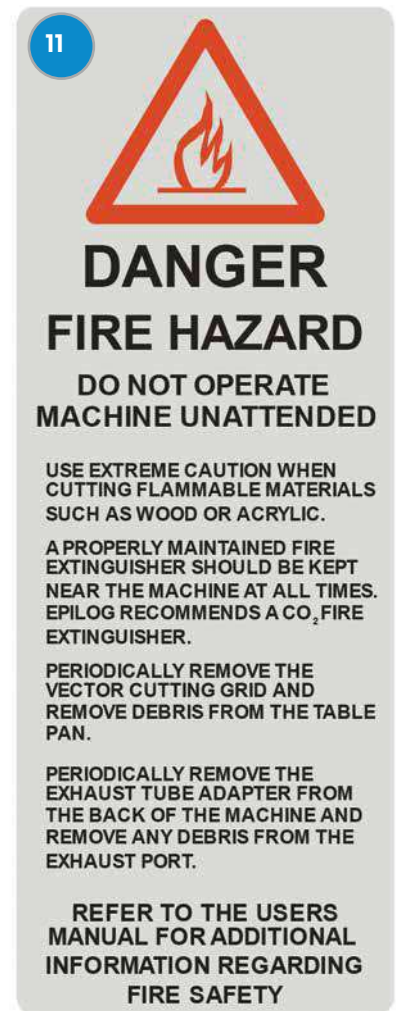 11
DANGER
FIRE HAZARD
DO NOT OPERATE
MACHINE UNATTENDED
USE EXTREME CAUTION WHEN
CUTTING FLAMMABLE MATERIALS
SUCH AS WOOD OR ACRYLIC.
A PROPERLY MAINTAINED FIRE
EXTINGUISHER SHOULD BE KEPT
NEAR THE MACHINE AT ALL TIMES.
EPILOG RECOMMENDS A CO₂ FIRE
EXTINGUISHER.
PERIODICALLY REMOVE THE
VECTOR CUTTING GRID AND
REMOVE DEBRIS FROM THE TABLE
PAN.
PERIODICALLY REMOVE THE
EXHAUST TUBE ADAPTER FROM
THE BACK OF THE MACHINE AND
REMOVE ANY DEBRIS FROM THE
EXHAUST PORT.
REFER TO THE USERS
MANUAL FOR ADDITIONAL
INFORMATION REGARDING
FIRE SAFETY